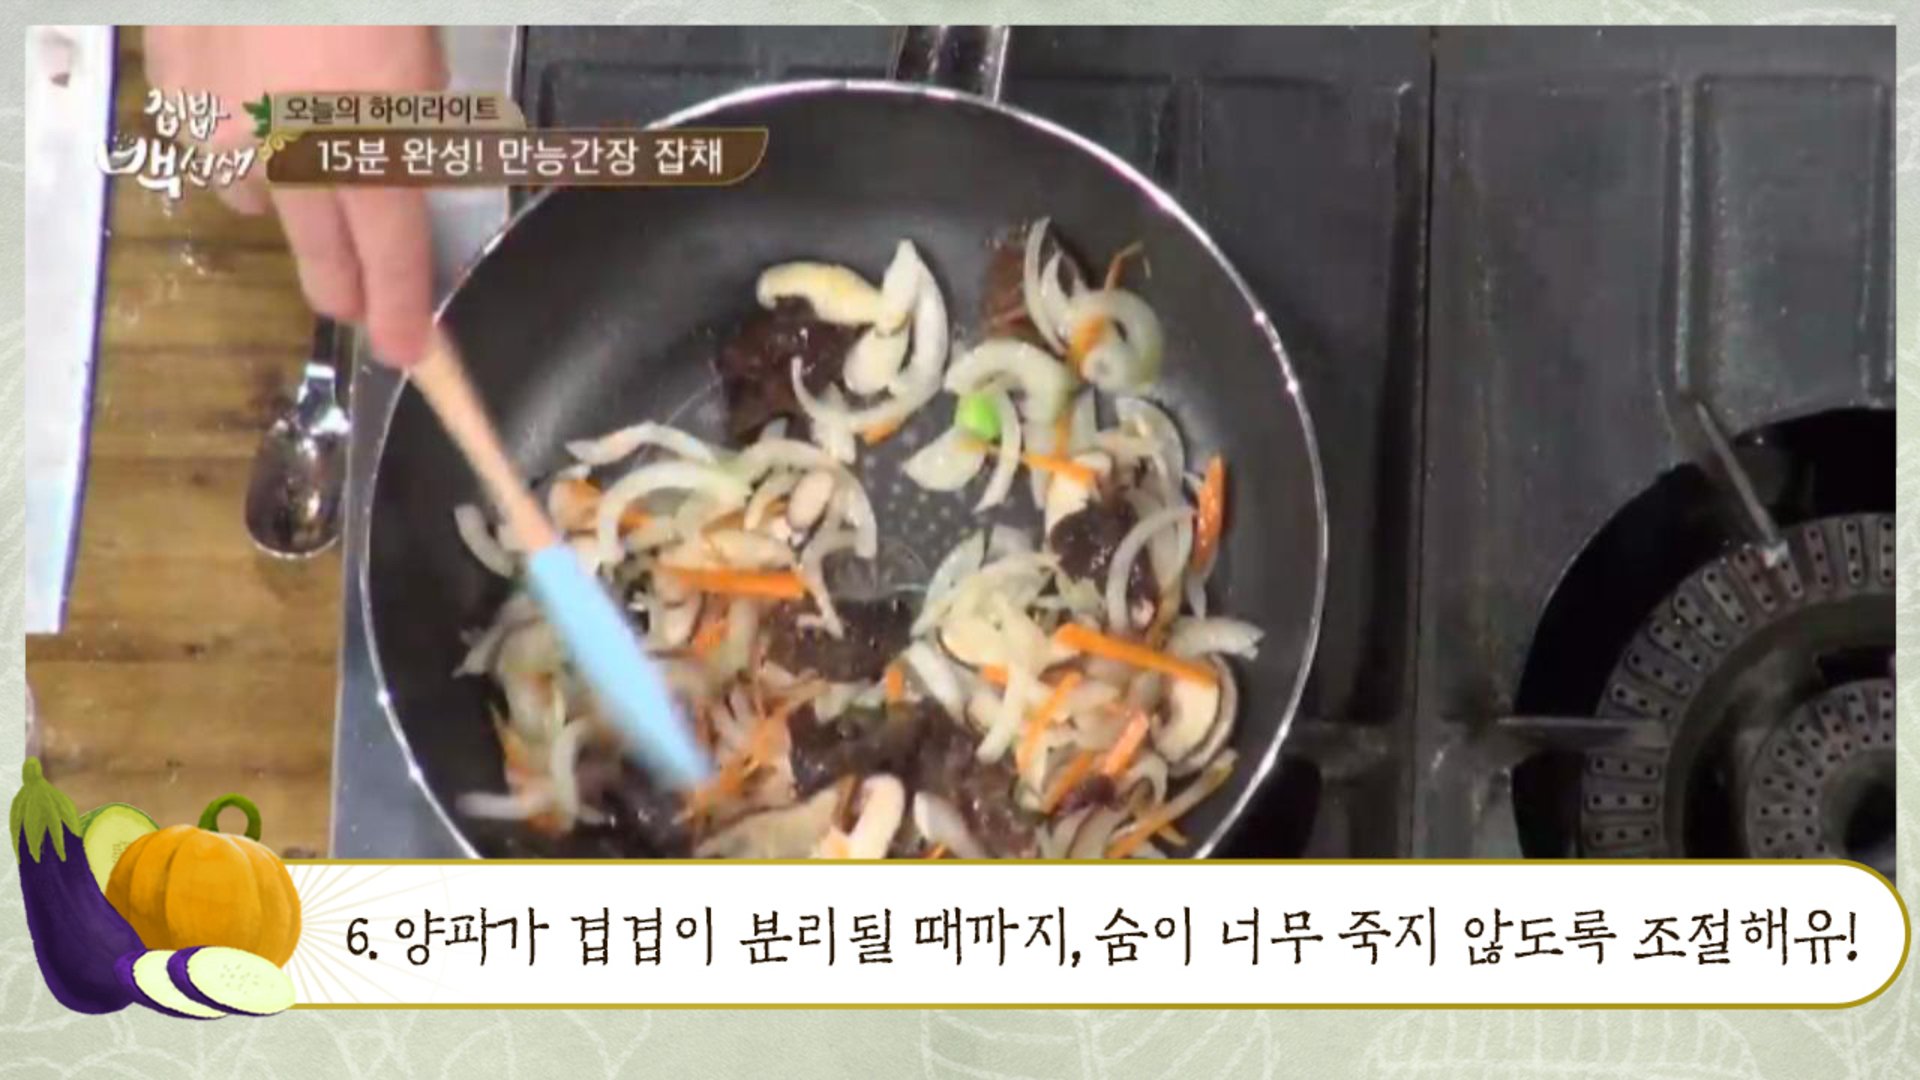 집밥
백선생
오늘의 하이라이트
15분 완성! 만능간장 잡채
6. 양파가 겹겹이 분리될 때까지, 숨이 너무 죽지 않도록 조절해유!